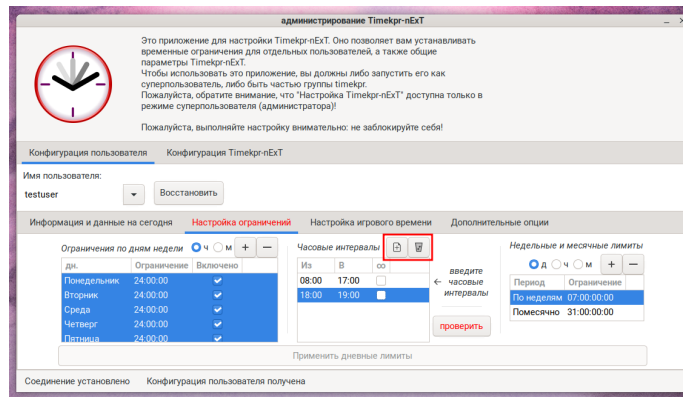 администрирование Timekpr-nExT
Это приложение для настройки Timekpr-nExT. Оно позволяет вам устанавливать
временные ограничения для отдельных пользователей, а также общие
параметры Timekpr-nExT.
Чтобы использовать это приложение, вы должны либо запустить его как
суперпользователь, либо быть частью группы timekpr.
Пожалуйста, обратите внимание, что "Настройка Timekpr-nExT" доступна только в
режиме суперпользователя (администратора)!
Пожалуйста, выполняйте настройку внимательно: не заблокируйте себя!
Конфигурация пользователя Конфигурация Timekpr-nExT
Имя пользователя:
testuser Восстановить
Информация и данные на сегодня Настройка ограничений Настройка игрового времени Дополнительные опции
Ограничения по дням недели ч м + −
дн. Ограничение Включено
Понедельник 24:00:00
Вторник 24:00:00
Среда 24:00:00
Четверг 24:00:00
Пятница 24:00:00
Часовые интервалы
Из В ∞
08:00 17:00
18:00 19:00
введите
← часовые
интервалы
проверить
Недельные и месячные лимиты
д ч м + −
Период Ограничение
По неделям 07:00:00:00
Помесячно 31:00:00:00
Применить дневные лимиты
Соединение установлено Конфигурация пользователя получена